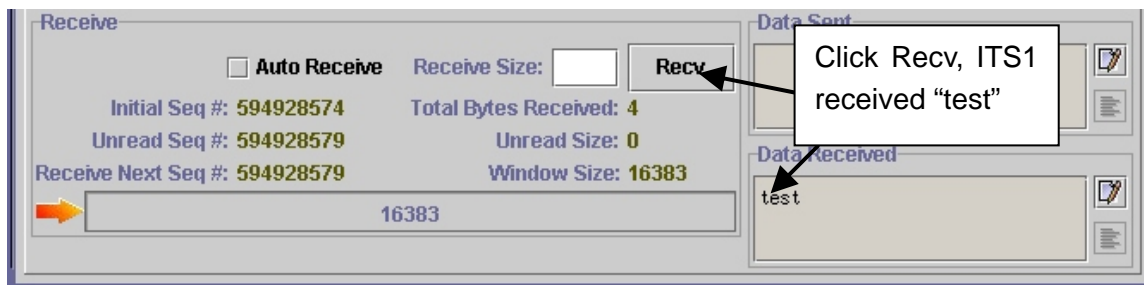 Receive
Auto Receive Receive Size: Recv
Initial Seq #: 594928574 Total Bytes Received: 4
Unread Seq #: 594928579 Unread Size: 0
Receive Next Seq #: 594928579 Window Size: 16383
16383
Data Sent
Click Recv, ITS1
received “test”
Data Received
test